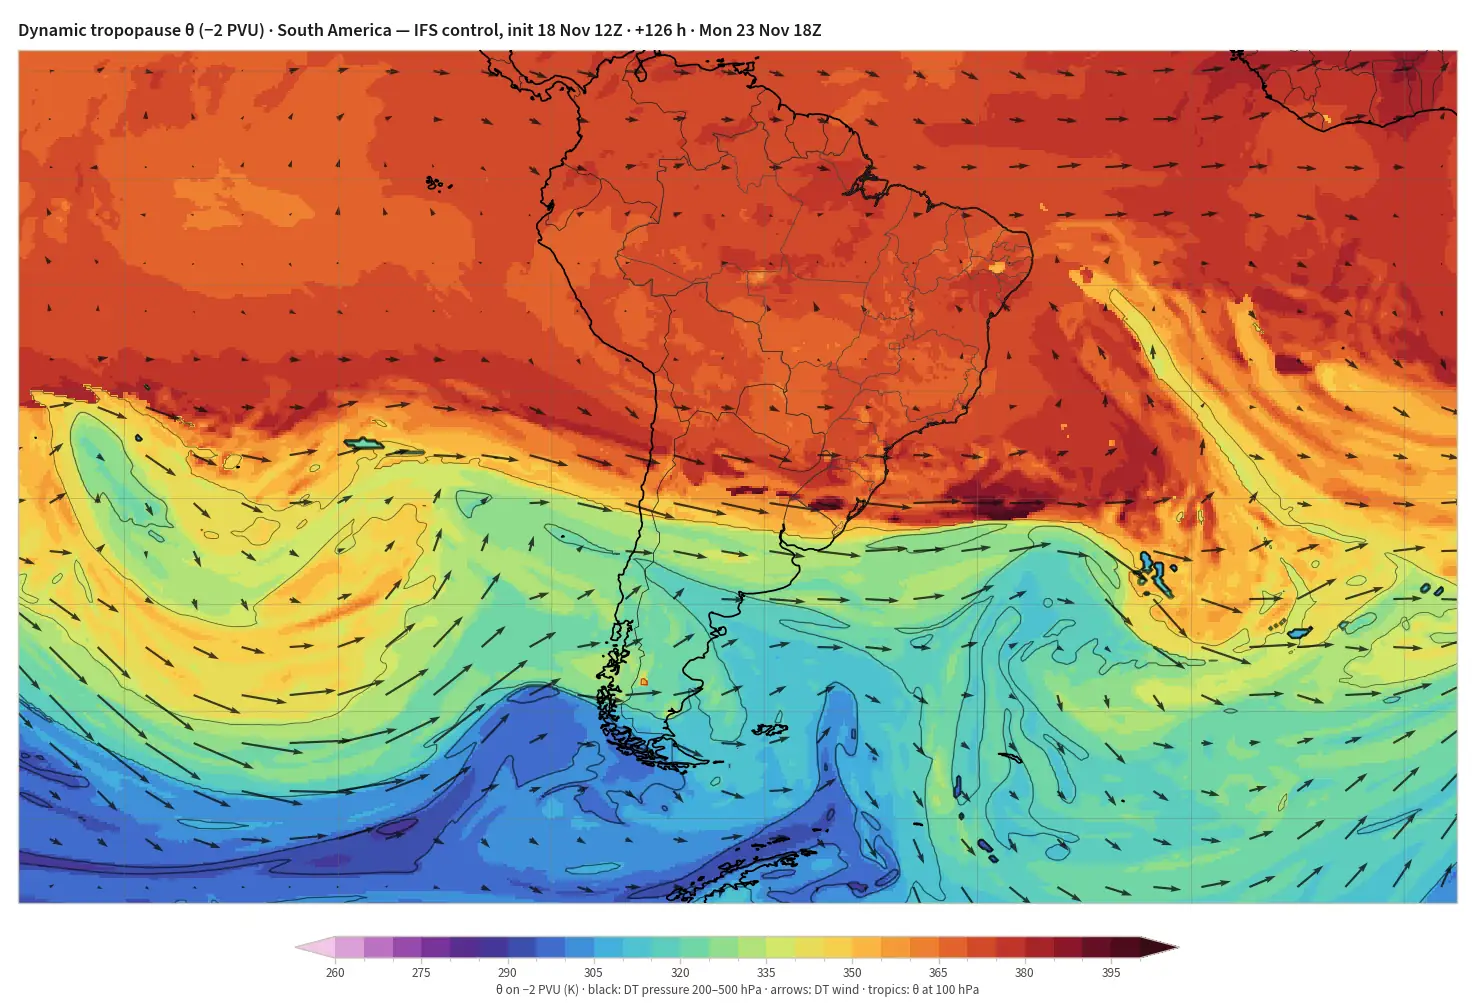 Dynamic tropopause θ (−2 PVU) · South America — IFS control, init 18 Nov 12Z · +126 h · Mon 23 Nov 18Z
260 275 290 305 320 335 350 365 380 395
θ on −2 PVU (K) · black: DT pressure 200–500 hPa · arrows: DT wind · tropics: θ at 100 hPa